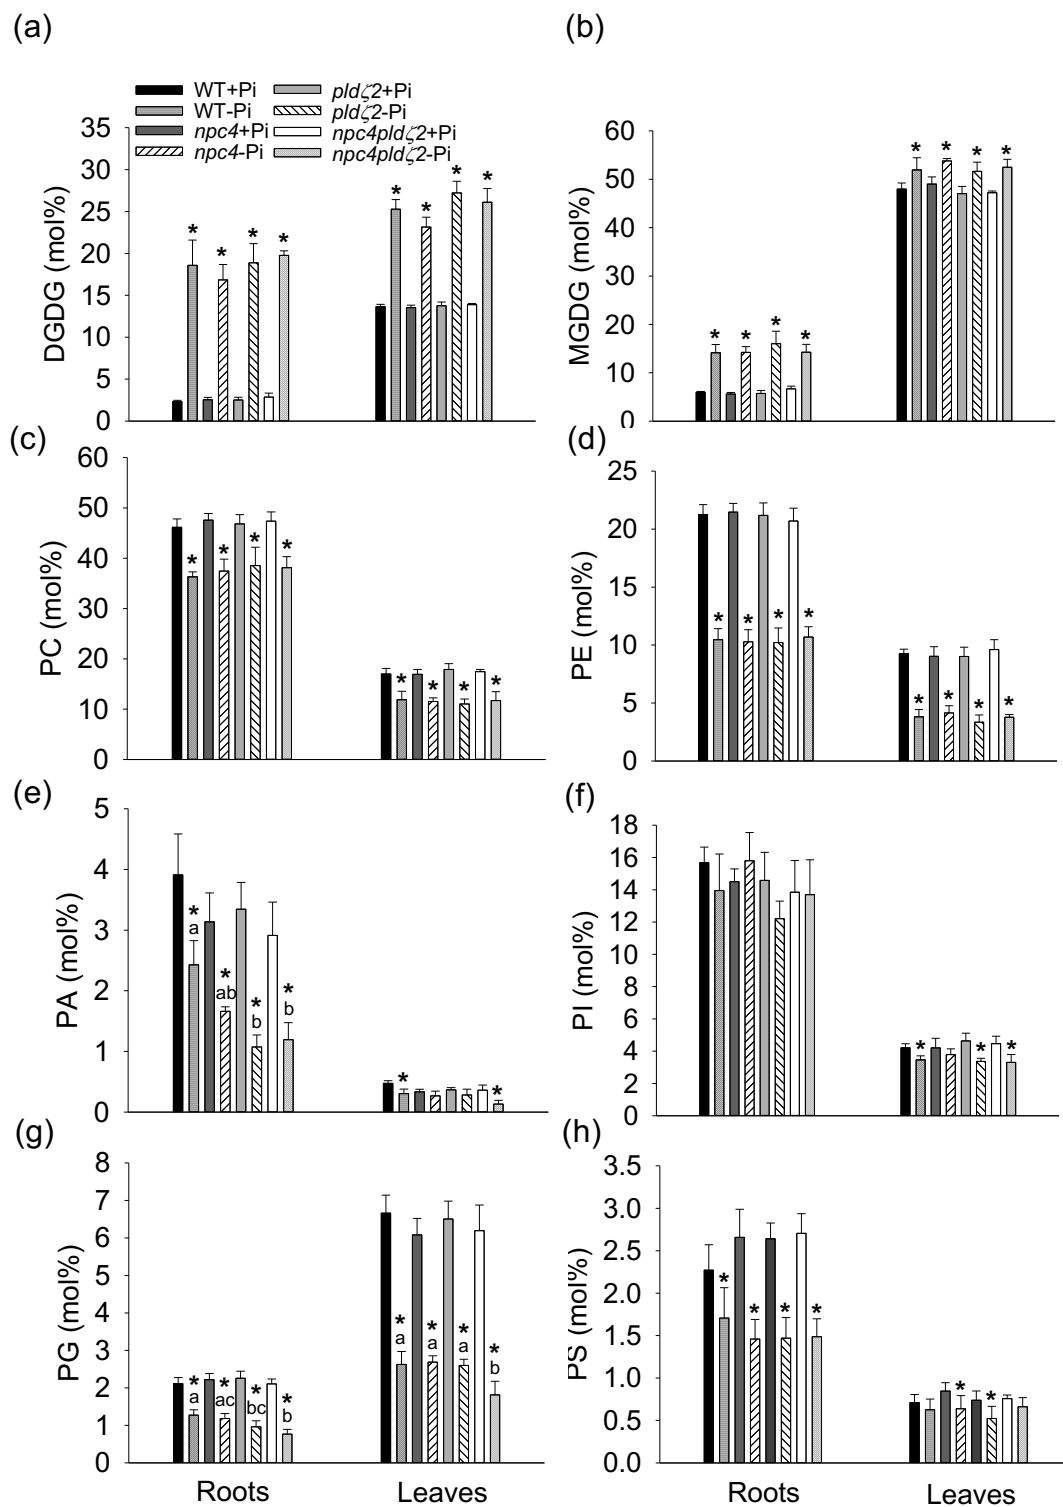 (a)
WT+Pi
WT-Pi
npc4+Pi
npc4-Pi
pldζ2+Pi
pldζ2-Pi
npc4pldζ2+Pi
npc4pldζ2-Pi
35
30
25
20
15
10
5
0
DGDG (mol%)
* * * *
* * * *
(b)
60
50
40
30
20
10
0
MGDG (mol%)
* * * *
* * * *
(c)
60
50
40
30
20
10
0
PC (mol%)
* * * *
* * * *
(d)
25
20
15
10
5
0
PE (mol%)
* * * *
* * * *
(e)
5
4
3
2
1
0
PA (mol%)
* * * *
a ab b b
* *
(f)
18
16
14
12
10
8
6
4
2
0
PI (mol%)
* * *
(g)
8
7
6
5
4
3
2
1
0
PG (mol%)
* * * *
a ac bc b
* * * *
a a a b
Roots Leaves
(h)
3.5
3.0
2.5
2.0
1.5
1.0
0.5
0.0
PS (mol%)
* * * *
* *
Roots Leaves